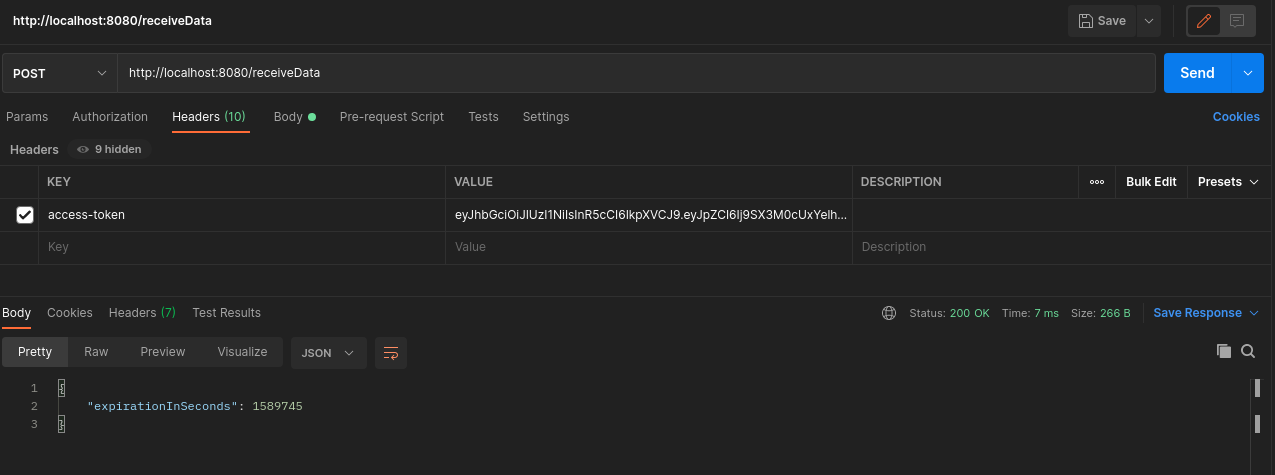 http://localhost:8080/receiveData Save
POST http://localhost:8080/receiveData Send
Params Authorization Headers (10) Body Pre-request Script Tests Settings Cookies
Headers 9 hidden
KEY VALUE DESCRIPTION ooo Bulk Edit Presets
access-token eyJhbGciOiJIUzI1NiIsInR5cCI6IkpXVCJ9.eyJpZCI6Ij9SX3M0cUxYelh...
Key Value Description
Body Cookies Headers (7) Test Results Status: 200 OK Time: 7 ms Size: 266 B Save Response
Pretty Raw Preview Visualize JSON
1 {
2 "expirationInSeconds": 1589745
3 }